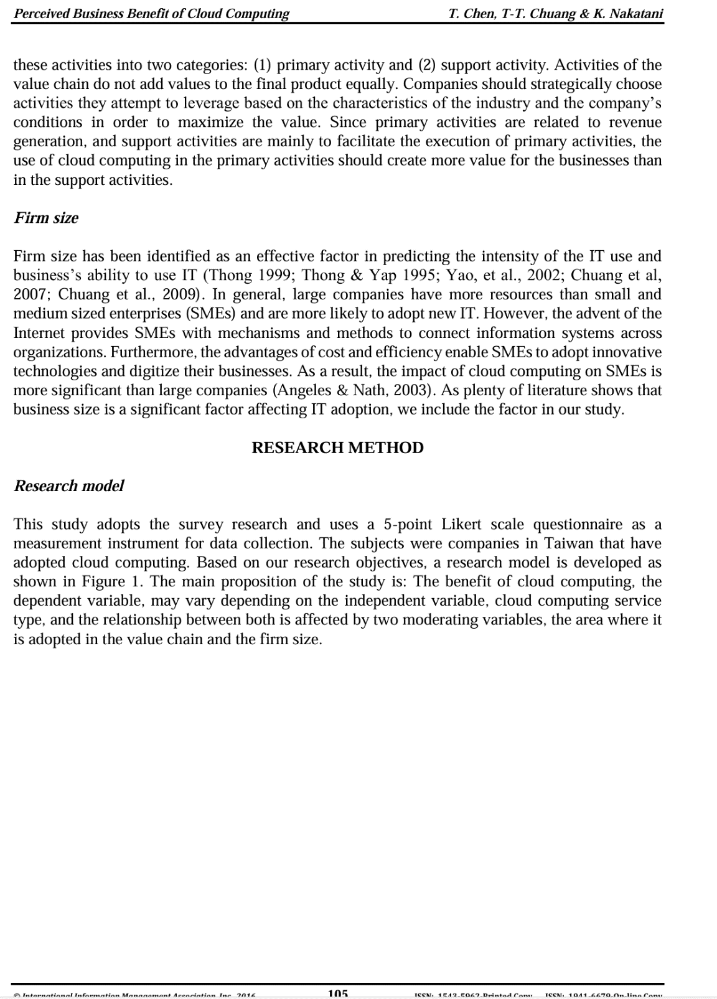 Perceived Business Benefit of Cloud Computing T. Chen, T-T. Chuang & K. Nakatani
these activities into two categories: (1) primary activity and (2) support activity. Activities of the
value chain do not add values to the final product equally. Companies should strategically choose
activities they attempt to leverage based on the characteristics of the industry and the company’s
conditions in order to maximize the value. Since primary activities are related to revenue
generation, and support activities are mainly to facilitate the execution of primary activities, the
use of cloud computing in the primary activities should create more value for the businesses than
in the support activities.
Firm size
Firm size has been identified as an effective factor in predicting the intensity of the IT use and
business’s ability to use IT (Thong 1999; Thong & Yap 1995; Yao, et al., 2002; Chuang et al,
2007; Chuang et al., 2009). In general, large companies have more resources than small and
medium sized enterprises (SMEs) and are more likely to adopt new IT. However, the advent of the
Internet provides SMEs with mechanisms and methods to connect information systems across
organizations. Furthermore, the advantages of cost and efficiency enable SMEs to adopt innovative
technologies and digitize their businesses. As a result, the impact of cloud computing on SMEs is
more significant than large companies (Angeles & Nath, 2003). As plenty of literature shows that
business size is a significant factor affecting IT adoption, we include the factor in our study.
RESEARCH METHOD
Research model
This study adopts the survey research and uses a 5-point Likert scale questionnaire as a
measurement instrument for data collection. The subjects were companies in Taiwan that have
adopted cloud computing. Based on our research objectives, a research model is developed as
shown in Figure 1. The main proposition of the study is: The benefit of cloud computing, the
dependent variable, may vary depending on the independent variable, cloud computing service
type, and the relationship between both is affected by two moderating variables, the area where it
is adopted in the value chain and the firm size.
© International Information Management Association, Inc. 2016 105 ISSN: 1543-5962-Printed Copy ISSN: 1941-6679-On-line Copy